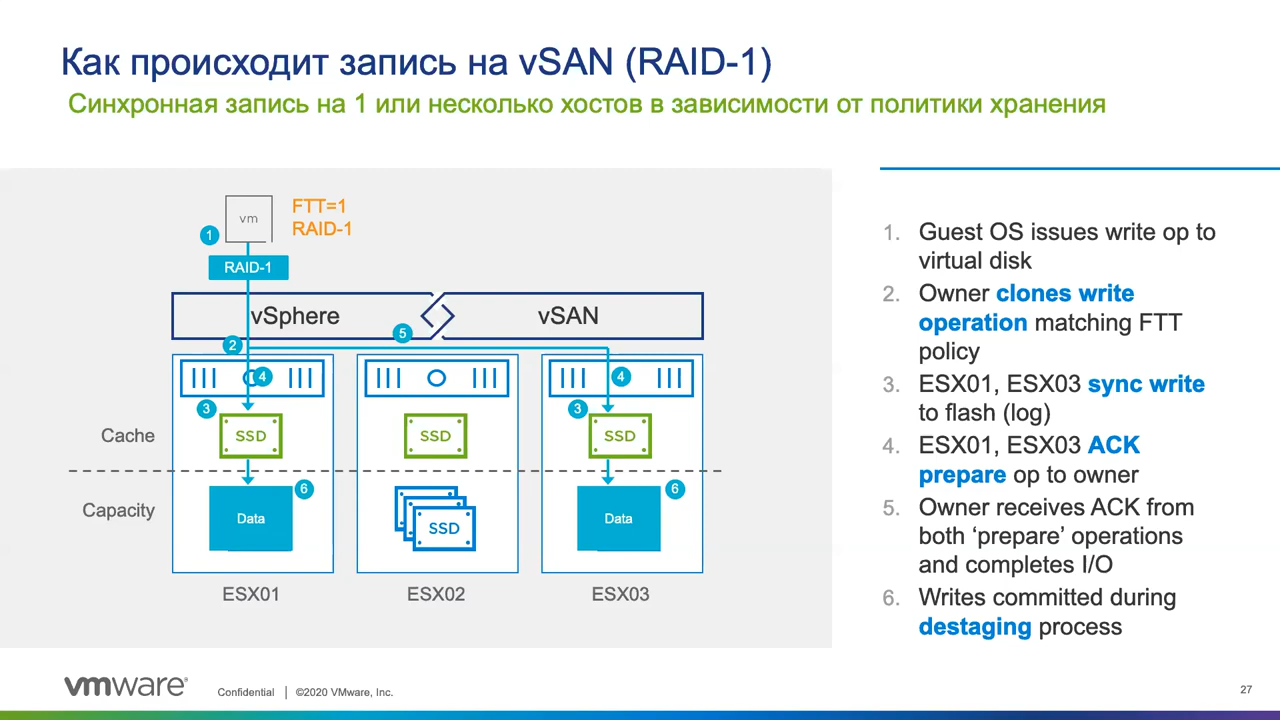 Как происходит запись на vSAN (RAID-1)
Синхронная запись на 1 или несколько хостов в зависимости от политики хранения
vm
FTT=1
RAID-1
1
RAID-1
vSphere
vSAN
5
2
4
4
3
3
Cache
SSD
SSD
SSD
6
6
Capacity
Data
SSD
Data
ESX01
ESX02
ESX03
1. Guest OS issues write op to
virtual disk
2. Owner clones write
operation matching FTT
policy
3. ESX01, ESX03 sync write
to flash (log)
4. ESX01, ESX03 ACK
prepare op to owner
5. Owner receives ACK from
both ‘prepare’ operations
and completes I/O
6. Writes committed during
destaging process
vmware®
Confidential | ©2020 VMware, Inc.
27